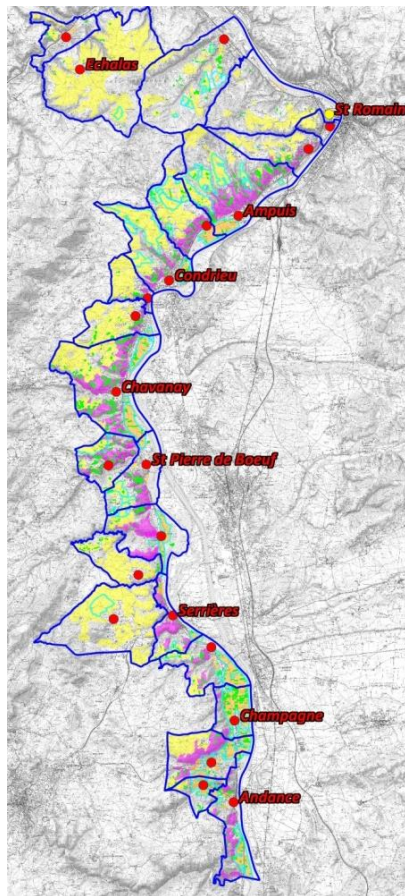 Echalas
St Romain
Ampuis
Condrieu
Chavanay
St Pierre de Boeuf
Serrières
Champagne
Andance